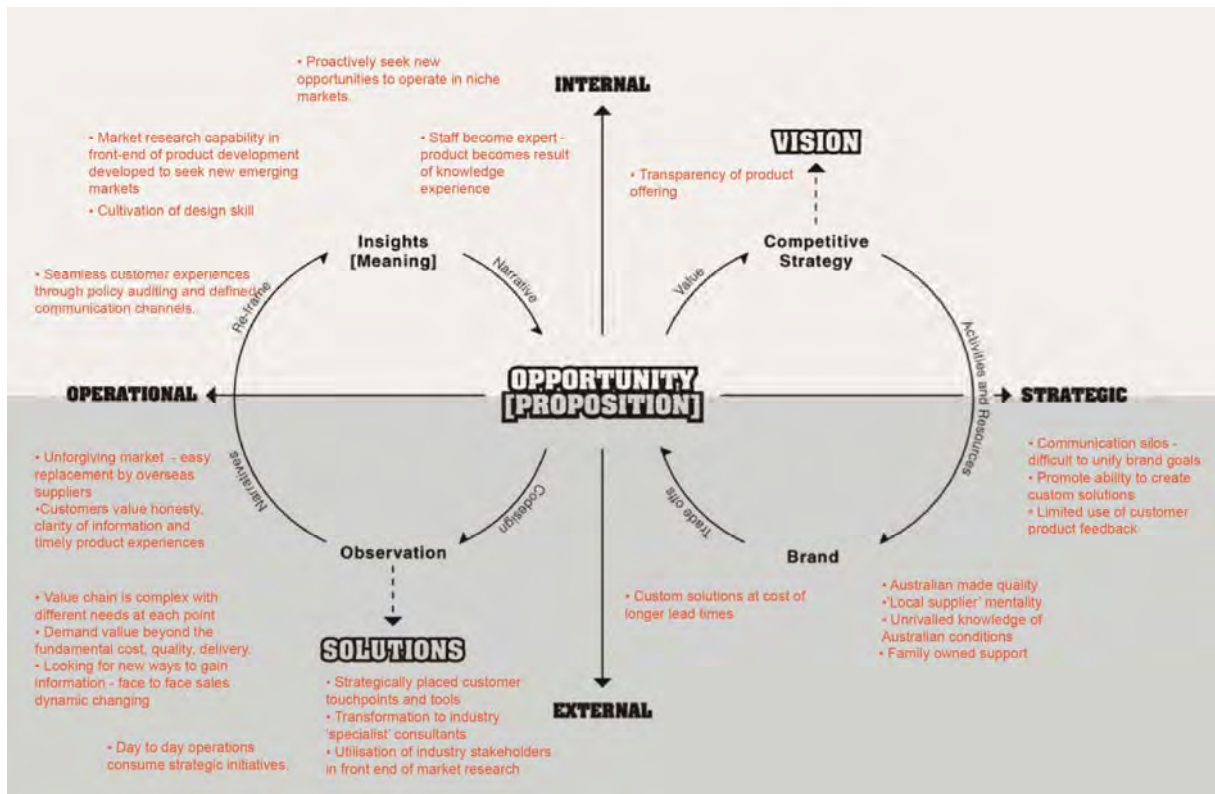 • Proactively seek new
opportunities to operate in niche
markets.
INTERNAL
• Market research capability in
front-end of product development
developed to seek new emerging
markets
• Cultivation of design skill
• Staff become expert -
product becomes result
of knowledge
experience
VISION
• Transparency of product
offering
Insights
[Meaning]
Narrative
Value
Competitive
Strategy
• Seamless customer experiences
through policy auditing and defined
communication channels.
Re-frame
Activities and Resources
OPERATIONAL
OPPORTUNITY
[PROPOSITION]
STRATEGIC
• Unforgiving market - easy
replacement by overseas
suppliers
•Customers value honesty,
clarity of information and
timely product experiences
Narratives
Codesign
Trade offs
• Communication silos -
difficult to unify brand goals
• Promote ability to create
custom solutions
• Limited use of customer
product feedback
Observation
Brand
• Value chain is complex with
different needs at each point
• Demand value beyond the
fundamental cost, quality, delivery.
- Looking for new ways to gain
information - face to face sales
dynamic changing
• Custom solutions at cost of
longer lead times
• Australian made quality
•'Local supplier' mentality
• Unrivalled knowledge of
Australian conditions
• Family owned support
SOLUTIONS
• Strategically placed customer
touchpoints and tools
• Transformation to industry
'specialist' consultants
• Utilisation of industry stakeholders
in front end of market research
EXTERNAL
• Day to day operations
consume strategic initiatives.